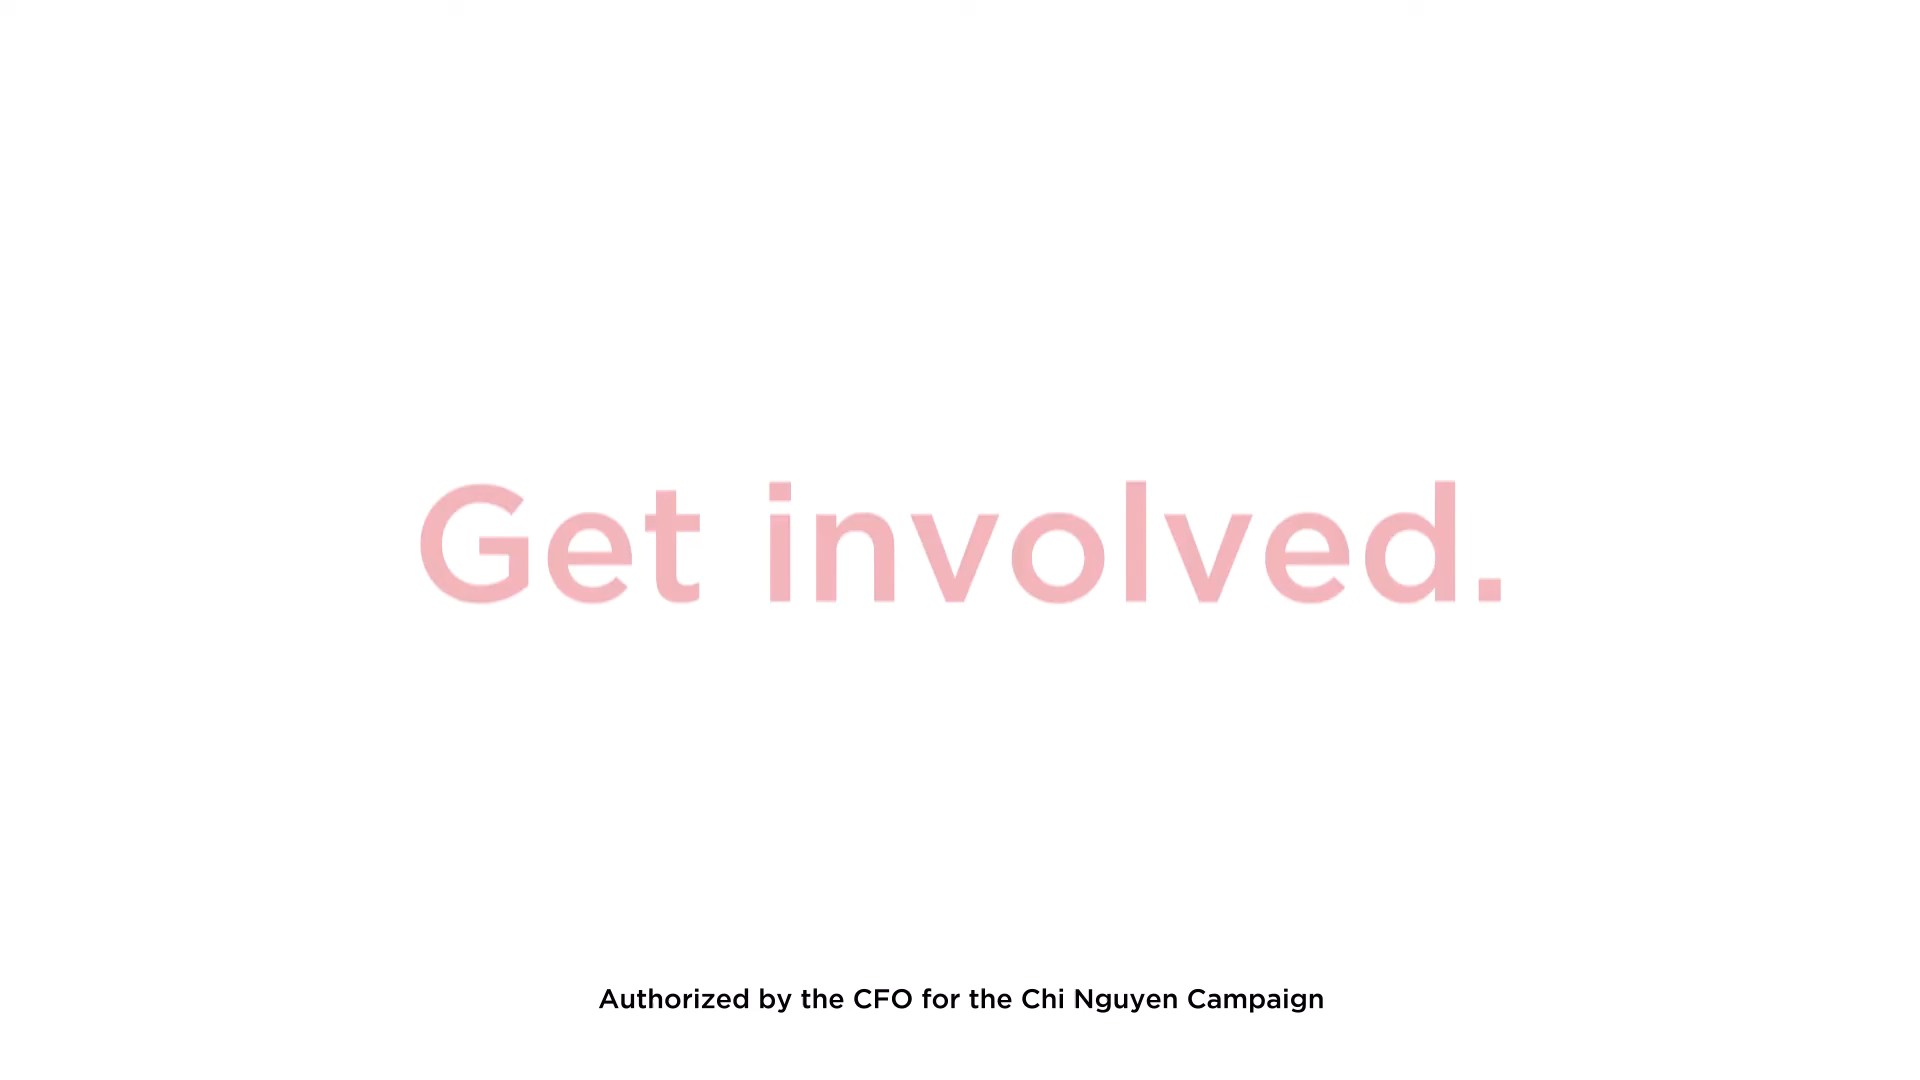 Get involved.
Authorized by the CFO for the Chi Nguyen Campaign